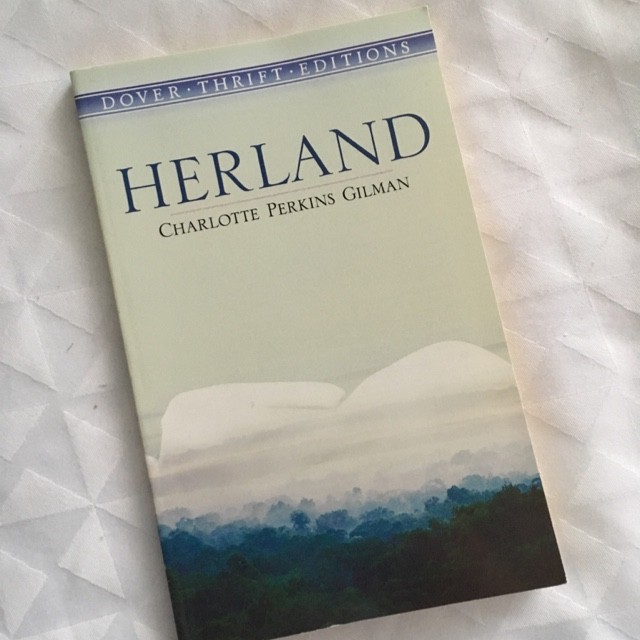 DOVER · THRIFT · EDITIONS
HERLAND
CHARLOTTE PERKINS GILMAN